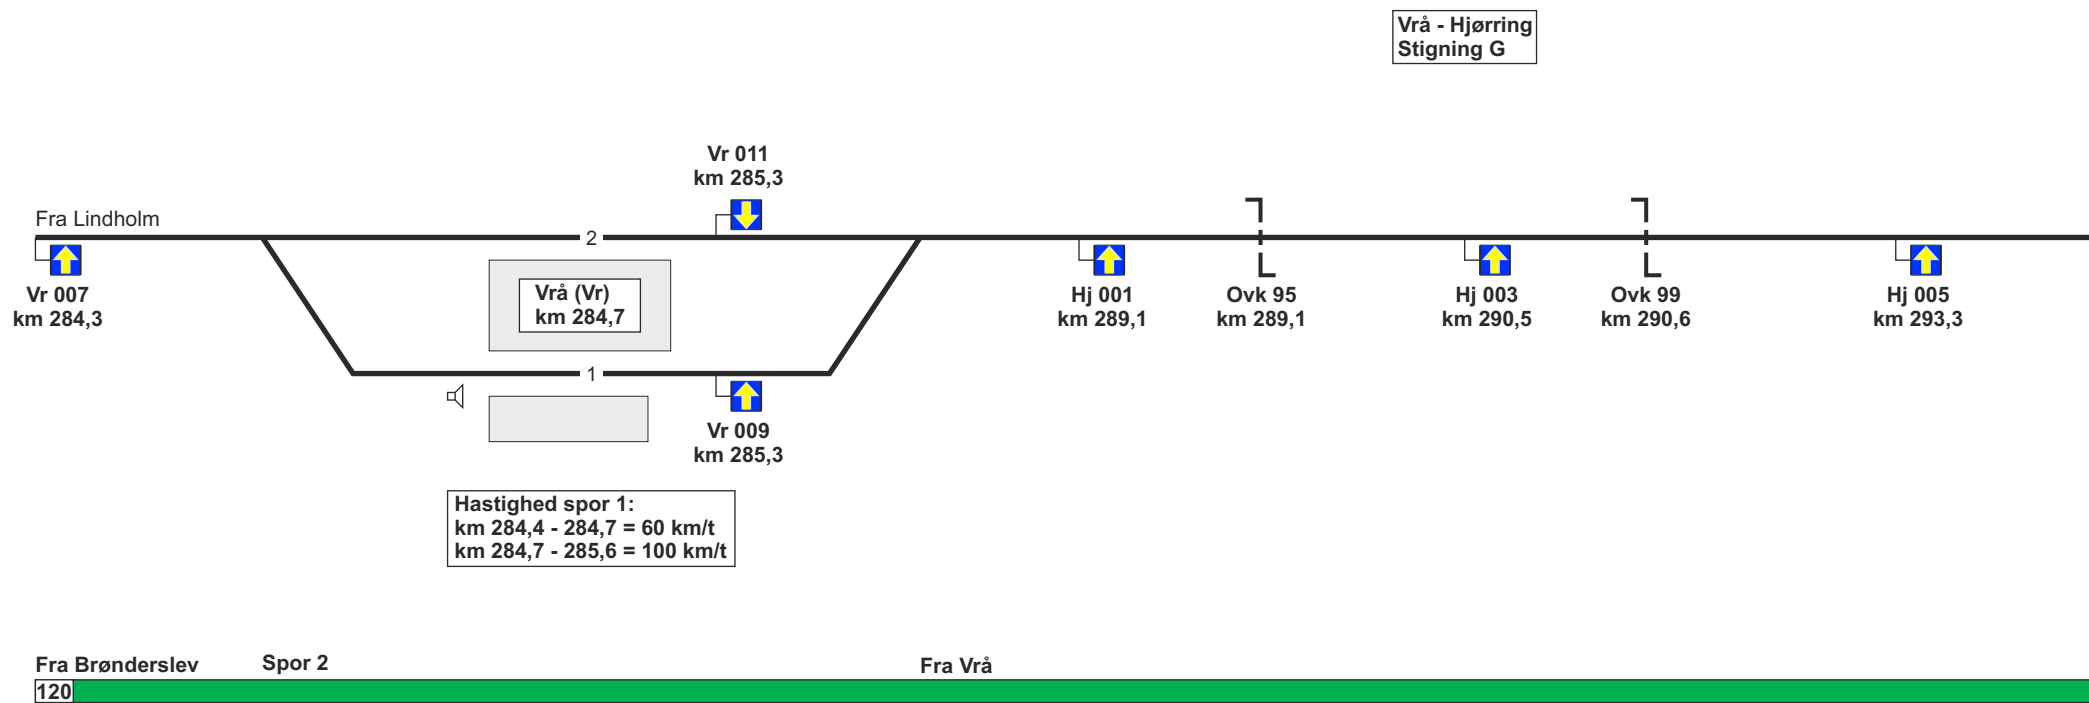 Vrå - Hjørring
Stigning G
Vr 011
km 285,3
Fra Lindholm
2
Vr 007
km 284,3
Vrå (Vr)
km 284,7
Hj 001
km 289,1
Ovk 95
km 289,1
Hj 003
km 290,5
Ovk 99
km 290,6
Hj 005
km 293,3
1
Vr 009
km 285,3
Hastighed spor 1:
km 284,4 - 284,7 = 60 km/t
km 284,7 - 285,6 = 100 km/t
Fra Brønderslev
Spor 2
Fra Vrå
120